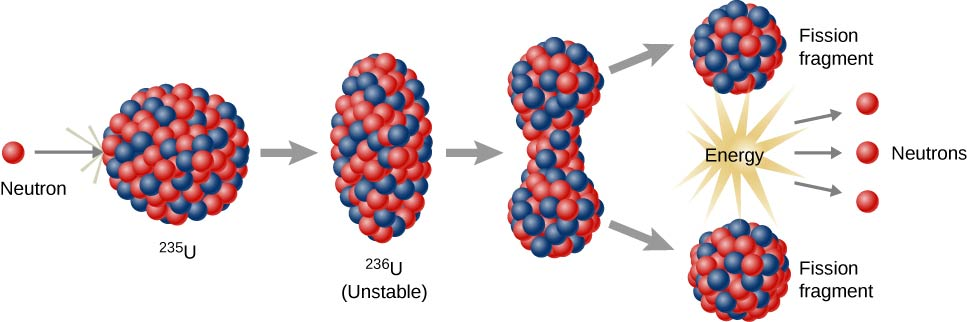 Neutron
²³⁵U
²³⁶U
(Unstable)
Fission
fragment
Energy
Neutrons
Fission
fragment